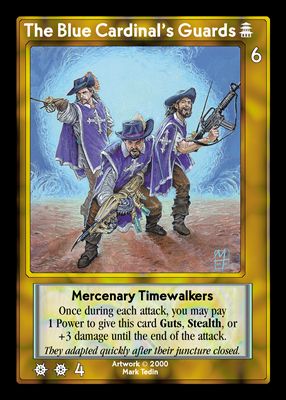 The Blue Cardinal's Guards
6
MT
Mercenary Timewalkers
Once during each attack, you may pay
1 Power to give this card Guts, Stealth, or
+3 damage until the end of the attack.
They adapted quickly after their juncture closed.
4
Artwork © 2000
Mark Tedin